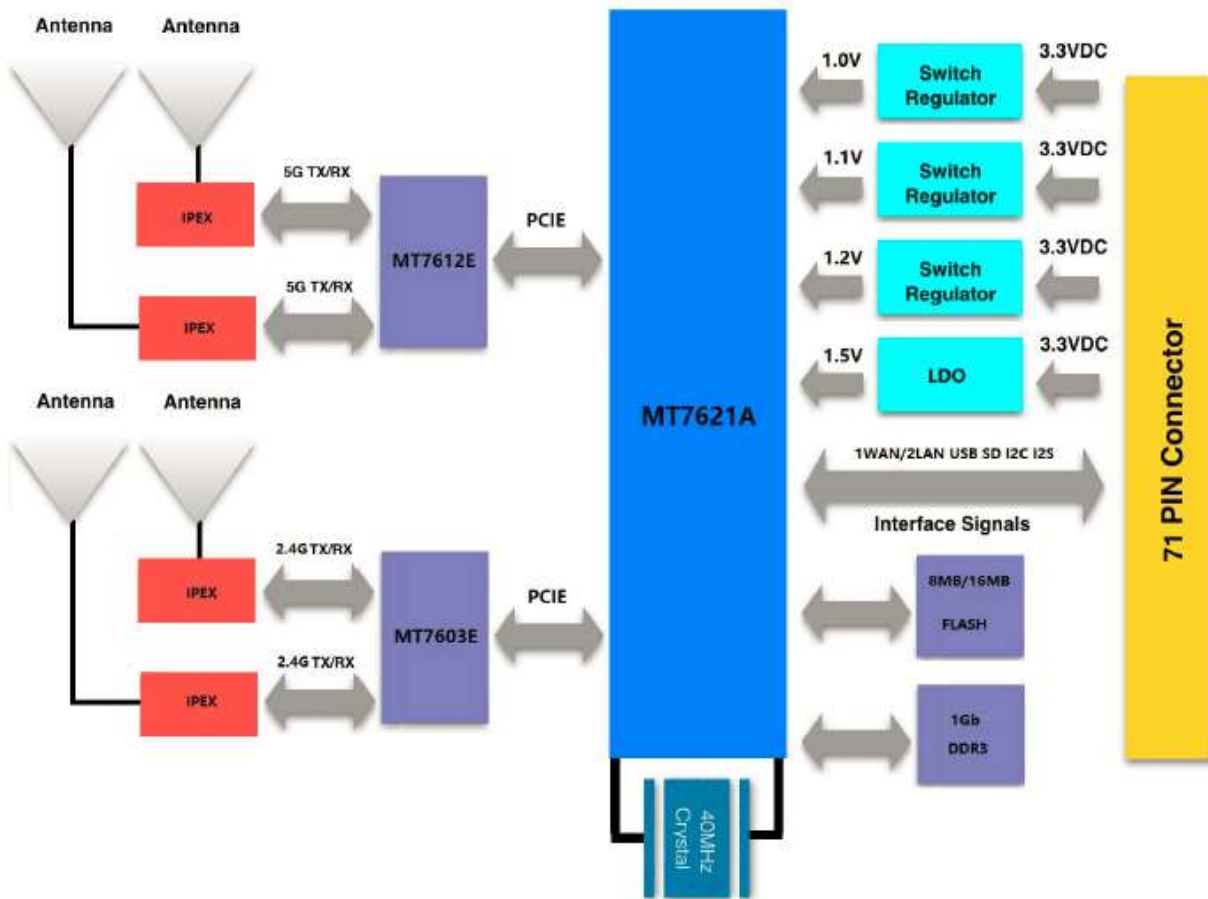 Antenna
Antenna
IPEX
IPEX
5G TX/RX
5G TX/RX
MT7612E
PCIE
Antenna
Antenna
IPEX
IPEX
2.4G TX/RX
2.4G TX/RX
MT7603E
PCIE
MT7621A
40MHz
Crystal
1.0V
Switch
Regulator
3.3VDC
1.1V
Switch
Regulator
3.3VDC
1.2V
Switch
Regulator
3.3VDC
1.5V
LDO
3.3VDC
1WAN/2LAN USB SD I2C I2S
Interface Signals
8MB/16MB
FLASH
1Gb
DDR3
71 PIN Connector